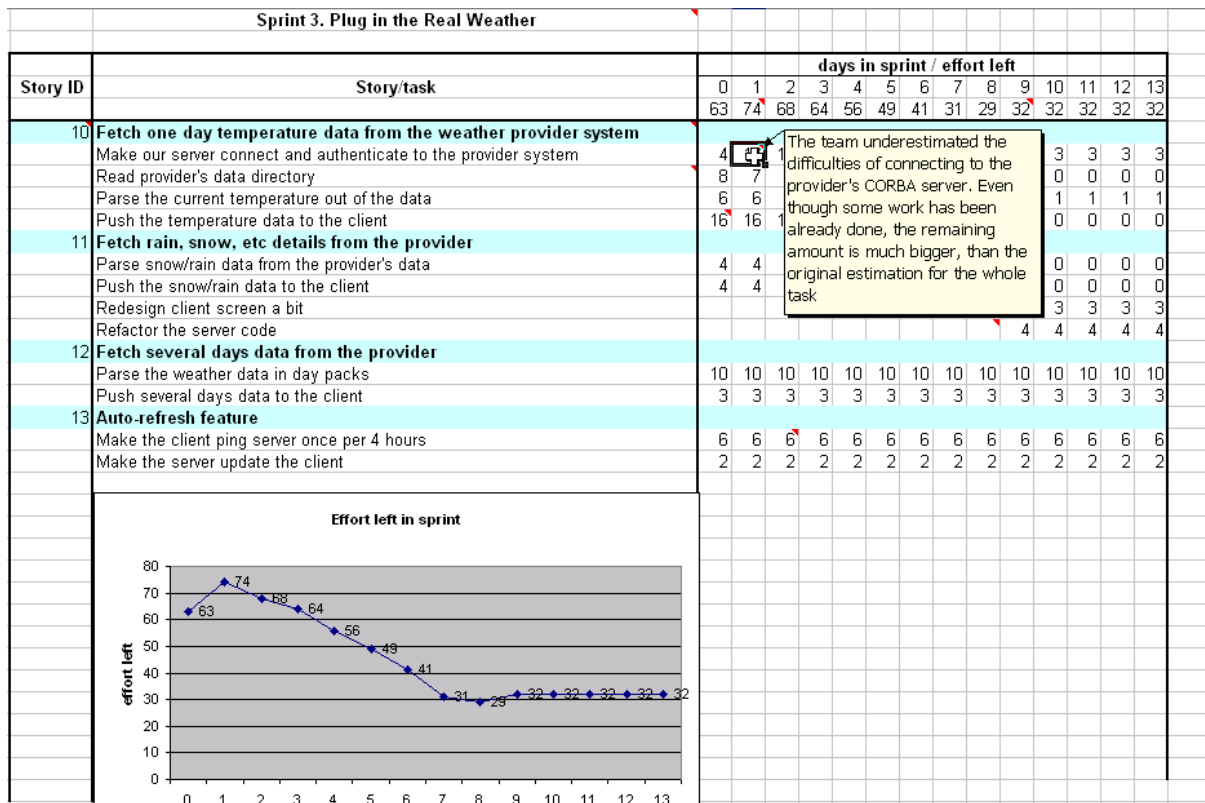 Sprint 3. Plug in the Real Weather
days in sprint / effort left
Story ID Story/task 0 1 2 3 4 5 6 7 8 9 10 11 12 13
63 74 68 64 56 49 41 31 29 32 32 32 32 32
10 Fetch one day temperature data from the weather provider system
Make our server connect and authenticate to the provider system 4 3 3 3 3
Read provider's data directory 8 7 0 0 0 0
Parse the current temperature out of the data 6 6 1 1 1 1
Push the temperature data to the client 16 16 0 0 0 0
The team underestimated the
difficulties of connecting to the
provider's CORBA server. Even
though some work has been
already done, the remaining
amount is much bigger, than the
original estimation for the whole
task
11 Fetch rain, snow, etc details from the provider
Parse snow/rain data from the provider's data 4 4 0 0 0 0
Push the snow/rain data to the client 4 4 0 0 0 0
Redesign client screen a bit 3 3 3 3
Refactor the server code 4 4 4 4 4
12 Fetch several days data from the provider
Parse the weather data in day packs 10 10 10 10 10 10 10 10 10 10 10 10 10 10
Push several days data to the client 3 3 3 3 3 3 3 3 3 3 3 3 3 3
13 Auto-refresh feature
Make the client ping server once per 4 hours 6 6 6 6 6 6 6 6 6 6 6 6 6 6
Make the server update the client 2 2 2 2 2 2 2 2 2 2 2 2 2 2
Effort left in sprint
effort left
80
70
60
50
40
30
20
10
0
63 74 68 64 56 49 41 31 29 32 32 32 32 32
0 1 2 3 4 5 6 7 8 9 10 11 12 13